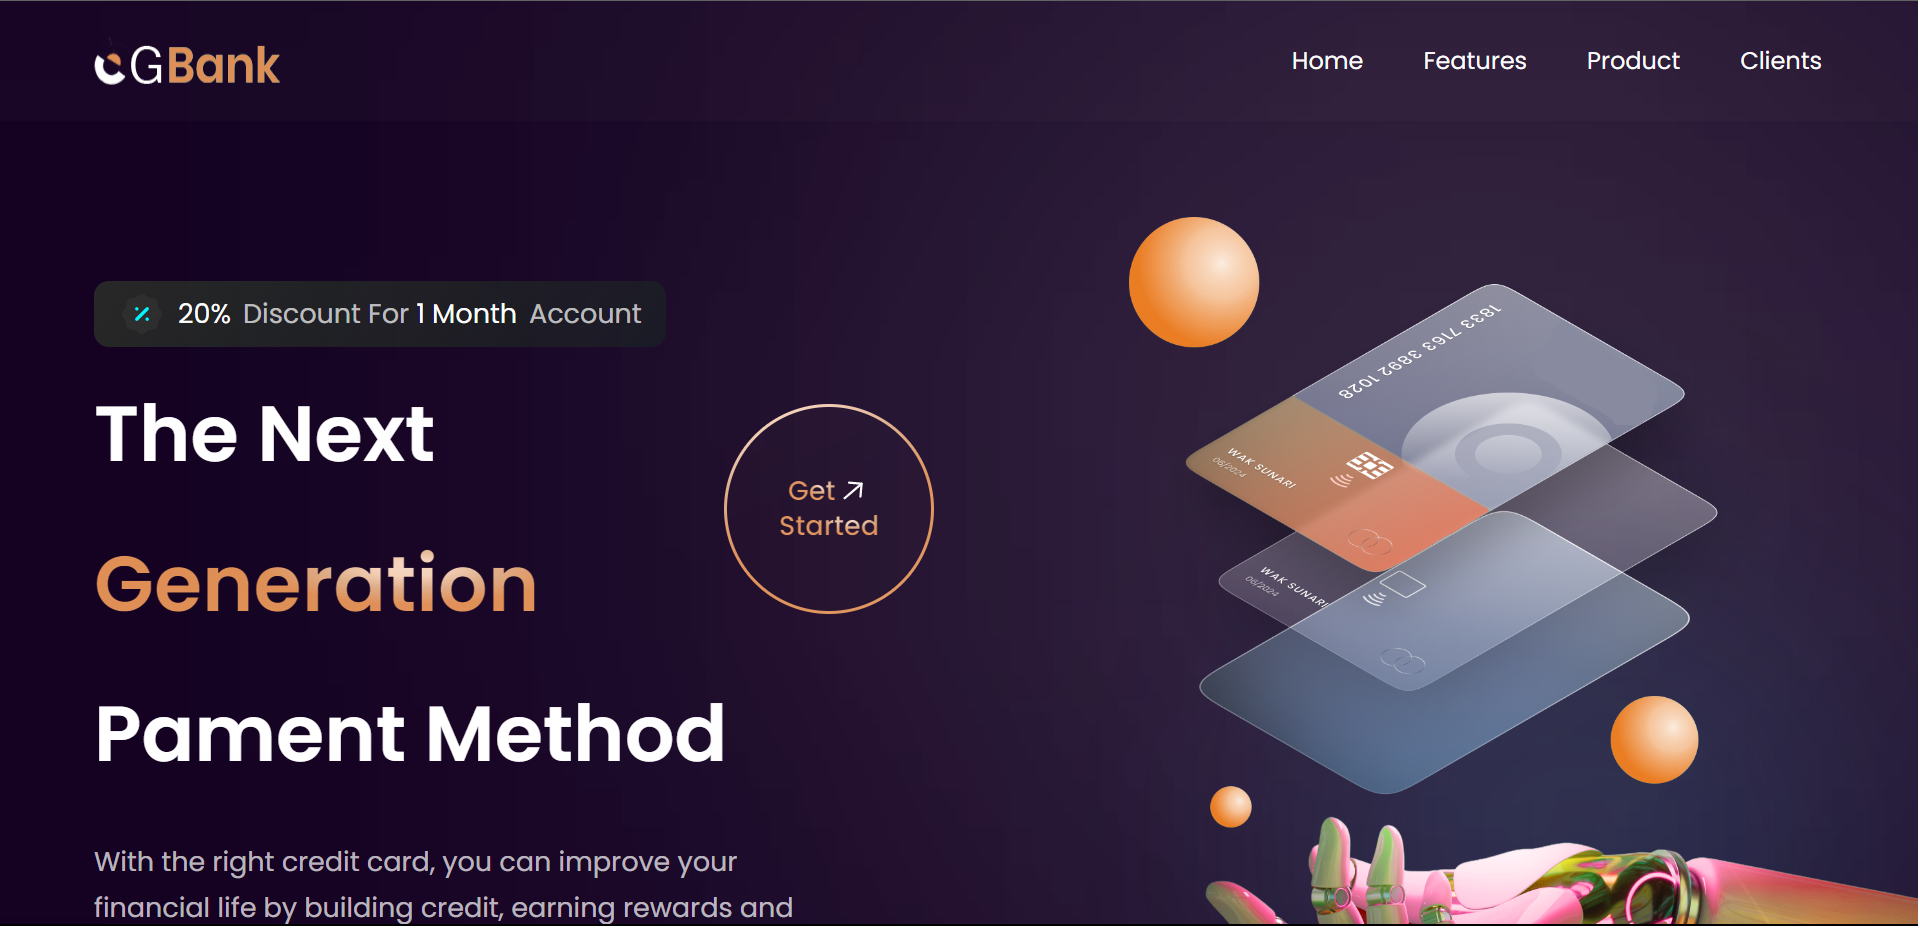 GBank
Home Features Product Clients
20% Discount For 1 Month Account
The Next
Generation
Pament Method
Get
Started
With the right credit card, you can improve your
financial life by building credit, earning rewards and
1833 7163 3892 1028
WAK SUNARI
06/2024
WAK SUNARI
06/2024